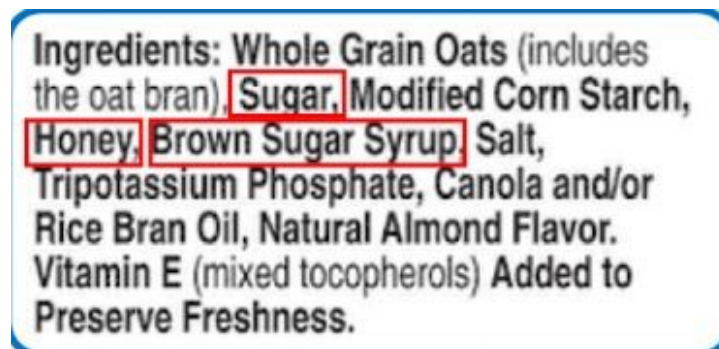 Ingredients: Whole Grain Oats (includes
the oat bran), Sugar, Modified Corn Starch,
Honey, Brown Sugar Syrup, Salt,
Tripotassium Phosphate, Canola and/or
Rice Bran Oil, Natural Almond Flavor.
Vitamin E (mixed tocopherols) Added to
Preserve Freshness.